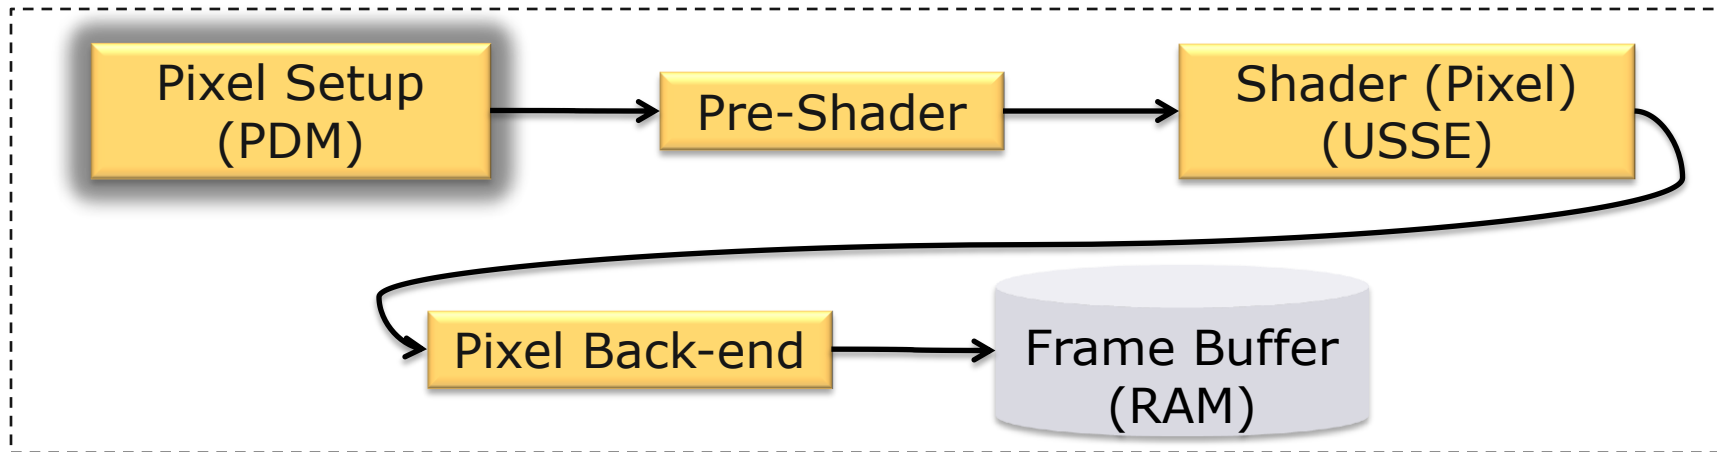 Pixel Setup
(PDM)
Pre-Shader
Shader (Pixel)
(USSE)
Pixel Back-end
Frame Buffer
(RAM)